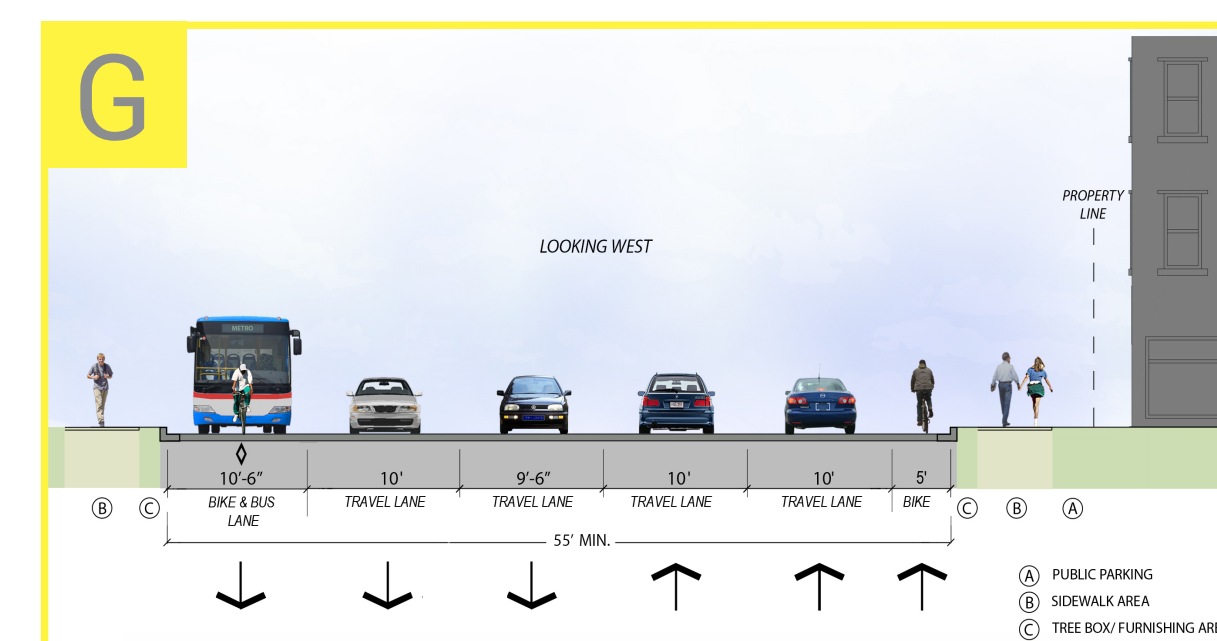 G
PROPERTY
LINE
LOOKING WEST
METRO
10'-6"
10'
9'-6"
10'
10'
5'
BIKE & BUS
LANE
TRAVEL LANE
TRAVEL LANE
TRAVEL LANE
TRAVEL LANE
BIKE
B
C
C
B
A
55' MIN.
A PUBLIC PARKING
B SIDEWALK AREA
C TREE BOX/ FURNISHING ARE